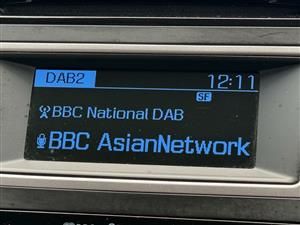 DAB2 12:11
SF
BBC National DAB
BBC AsianNetwork